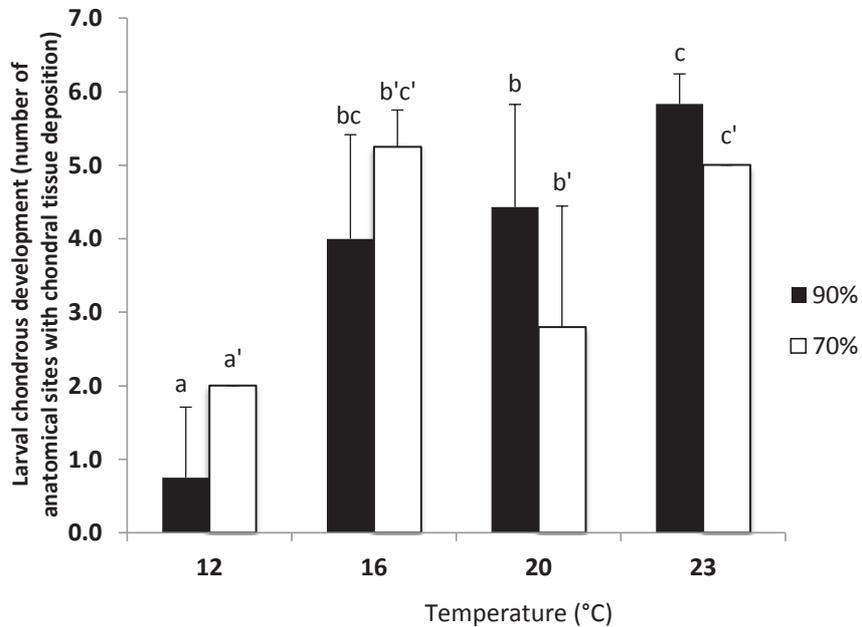 Larval chondrous development (number of
anatomical sites with chondral tissue deposition)
7.0
6.0
5.0
4.0
3.0
2.0
1.0
0.0
a
a'
bc
b'c'
b
b'
c
c'
90%
70%
12
16
20
23
Temperature (°C)